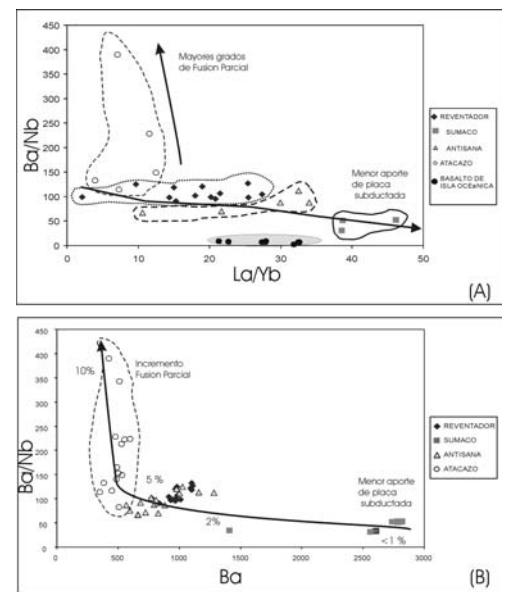 450
400
350
300
250
200
150
100
50
0
Ba/Nb
Mayores grados
de Fusion Parcial
Menor aporte
de placa
subductada
0
10
20
30
40
50
La/Yb
REVENTADOR
SUMACO
ANTISANA
ATACAZO
BASALTO DE
ISLA OCEaNICA
(A)
450
400
350
300
250
200
150
100
50
0
Ba/Nb
10%
Incremento
Fusion Parcial
5 %
2%
<1 %
Menor aporte
de placa
subductada
0
500
1000
1500
2000
2500
3000
Ba
REVENTADOR
SUMACO
ANTISANA
ATACAZO
(B)